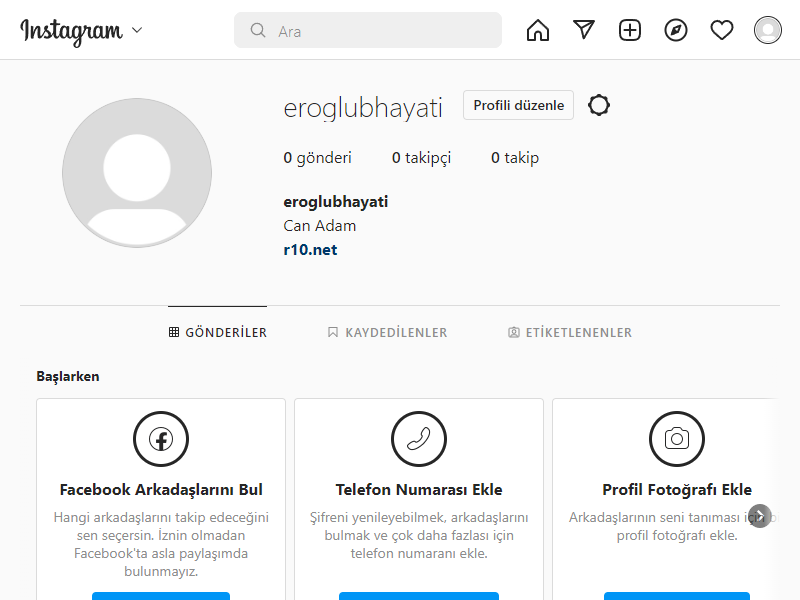 Instagram
Ara
eroglubhayati Profili düzenle
0 gönderi 0 takipçi 0 takip
eroglubhayati
Can Adam
r10.net
GÖNDERİLER KAYDEDİLENLER ETİKETLENENLER
Başlarken
Facebook Arkadaşlarını Bul
Hangi arkadaşlarını takip edeceğini
sen seçersin. İznin olmadan
Facebook'ta asla paylaşımda
bulunmayız.
Telefon Numarası Ekle
Şifreni yenileyebilmek, arkadaşlarını
bulmak ve çok daha fazlası için
telefon numaranı ekle.
Profil Fotoğrafı Ekle
Arkadaşlarının seni tanıması için
profil fotoğrafı ekle.